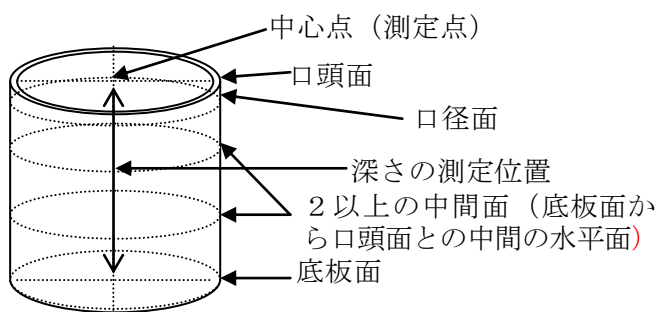 中心点（測定点）
口頭面
口径面
深さの測定位置
２以上の中間面（底板面か
ら口頭面との中間の水平面）
底板面